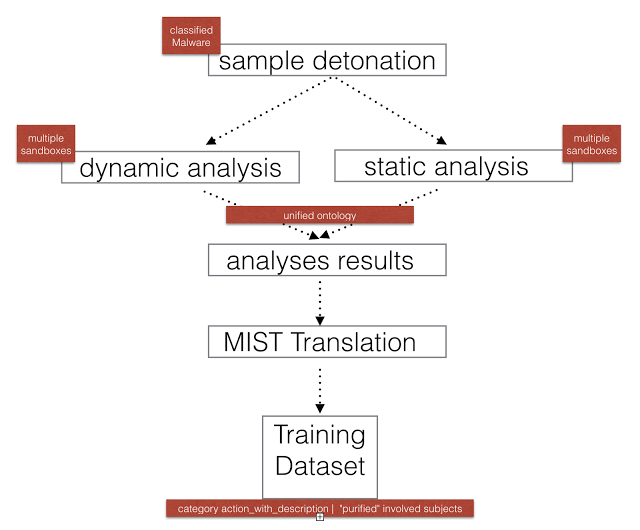 classified
Malware
sample detonation
multiple
sandboxes
dynamic analysis
static analysis
multiple
sandboxes
unified ontology
analyses results
MIST Translation
Training
Dataset
category action_with_description | "purified" involved subjects